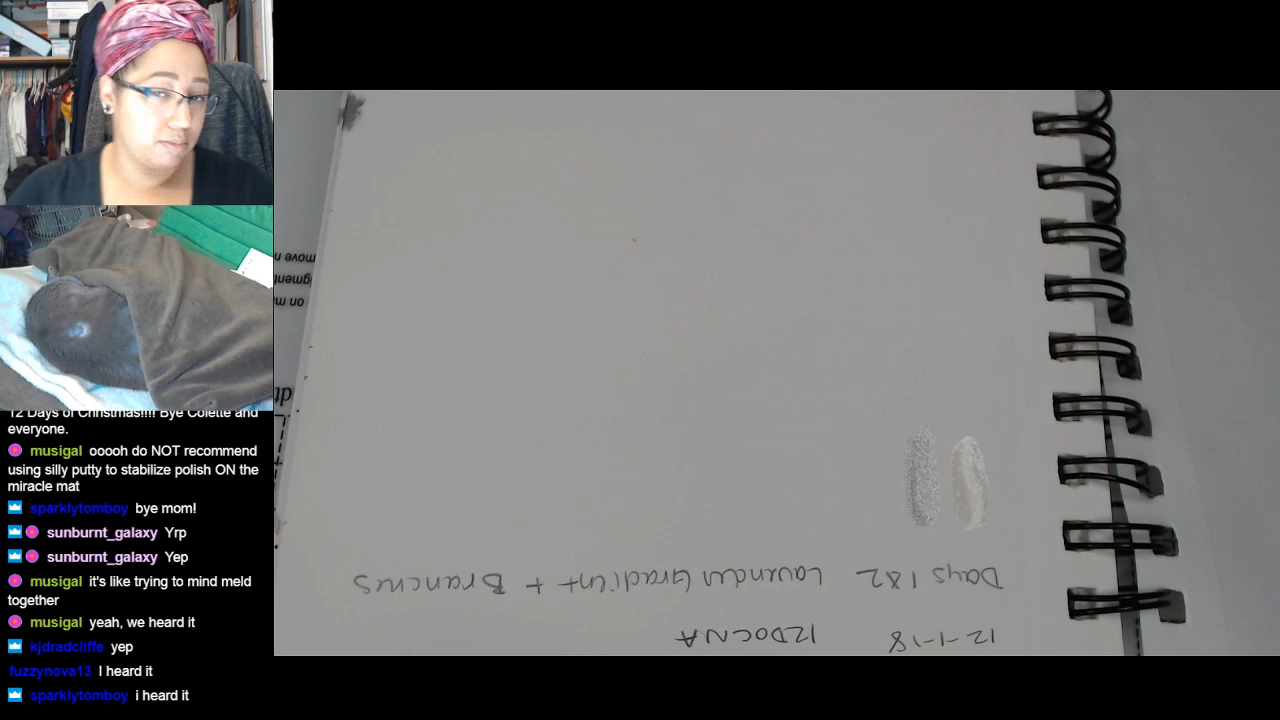 12 Days of Christmas!!!! Bye Colette and
everyone.
musigal ooooh do NOT recommend
using silly putty to stabilize polish ON the
miracle mat
sparklytomboy bye mom!
sunburnt_galaxy Yrp
sunburnt_galaxy Yep
musigal it's like trying to mind meld
together
musigal yeah, we heard it
kjdradcliffe yep
fuzzynova13 I heard it
sparklytomboy i heard it
12-1-18 12DOCNA
Days 1&2 Lavender Gradient + Branches
on
move